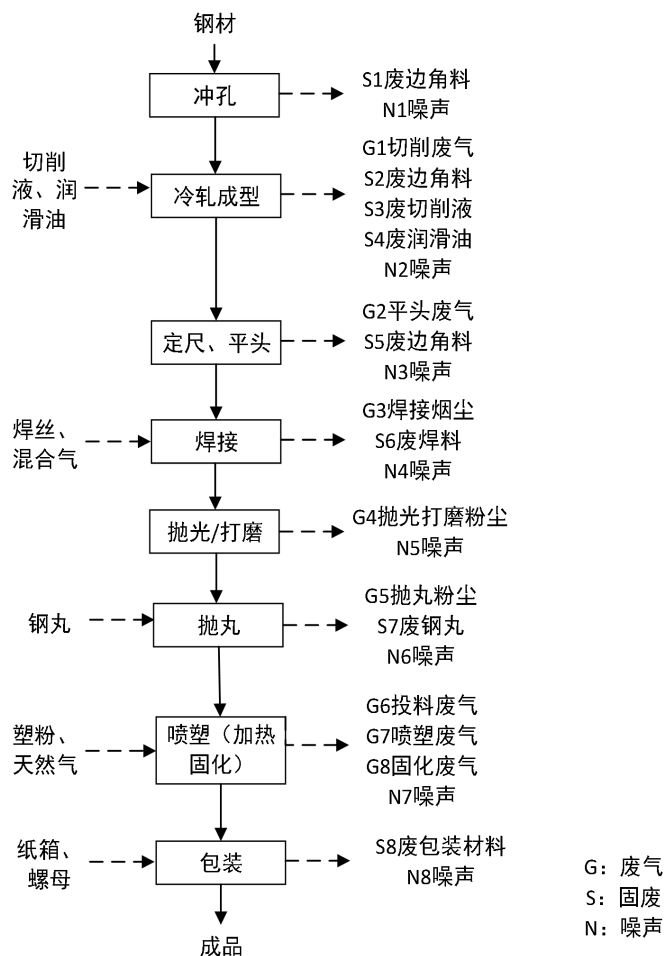 钢材
冲孔
S1废边角料
N1噪声
切削
液、润
滑油
冷轧成型
G1切削废气
S2废边角料
S3废切削液
S4废润滑油
N2噪声
定尺、平头
G2平头废气
S5废边角料
N3噪声
焊丝、
混合气
焊接
G3焊接烟尘
S6废焊料
N4噪声
抛光/打磨
G4抛光打磨粉尘
N5噪声
钢丸
抛丸
G5抛丸粉尘
S7废钢丸
N6噪声
塑粉、
天然气
喷塑（加热
固化）
G6投料废气
G7喷塑废气
G8固化废气
N7噪声
纸箱、
螺母
包装
S8废包装材料
N8噪声
成品
G：废气
S：固废
N：噪声